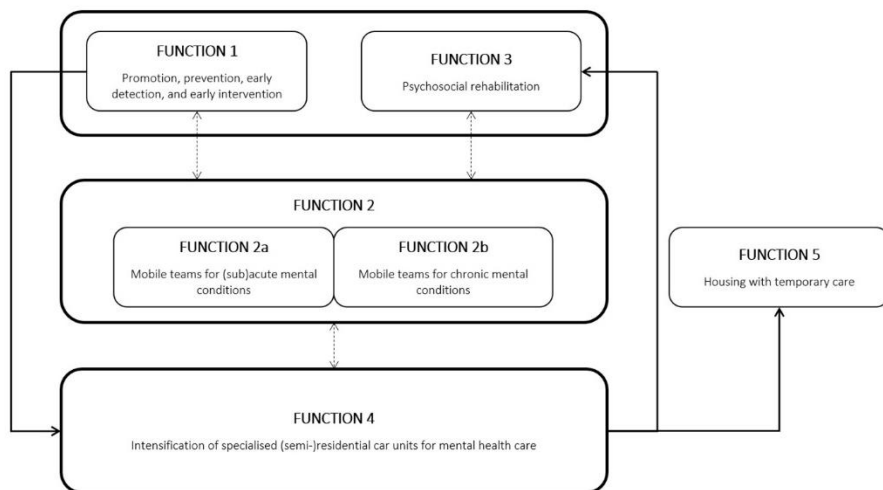 FUNCTION 1
Promotion, prevention, early
detection, and early intervention
FUNCTION 3
Psychosocial rehabilitation
FUNCTION 2
FUNCTION 2a
Mobile teams for (sub)acute mental
conditions
FUNCTION 2b
Mobile teams for chronic mental
conditions
FUNCTION 5
Housing with temporary care
FUNCTION 4
Intensification of specialised (semi-)residential car units for mental health care